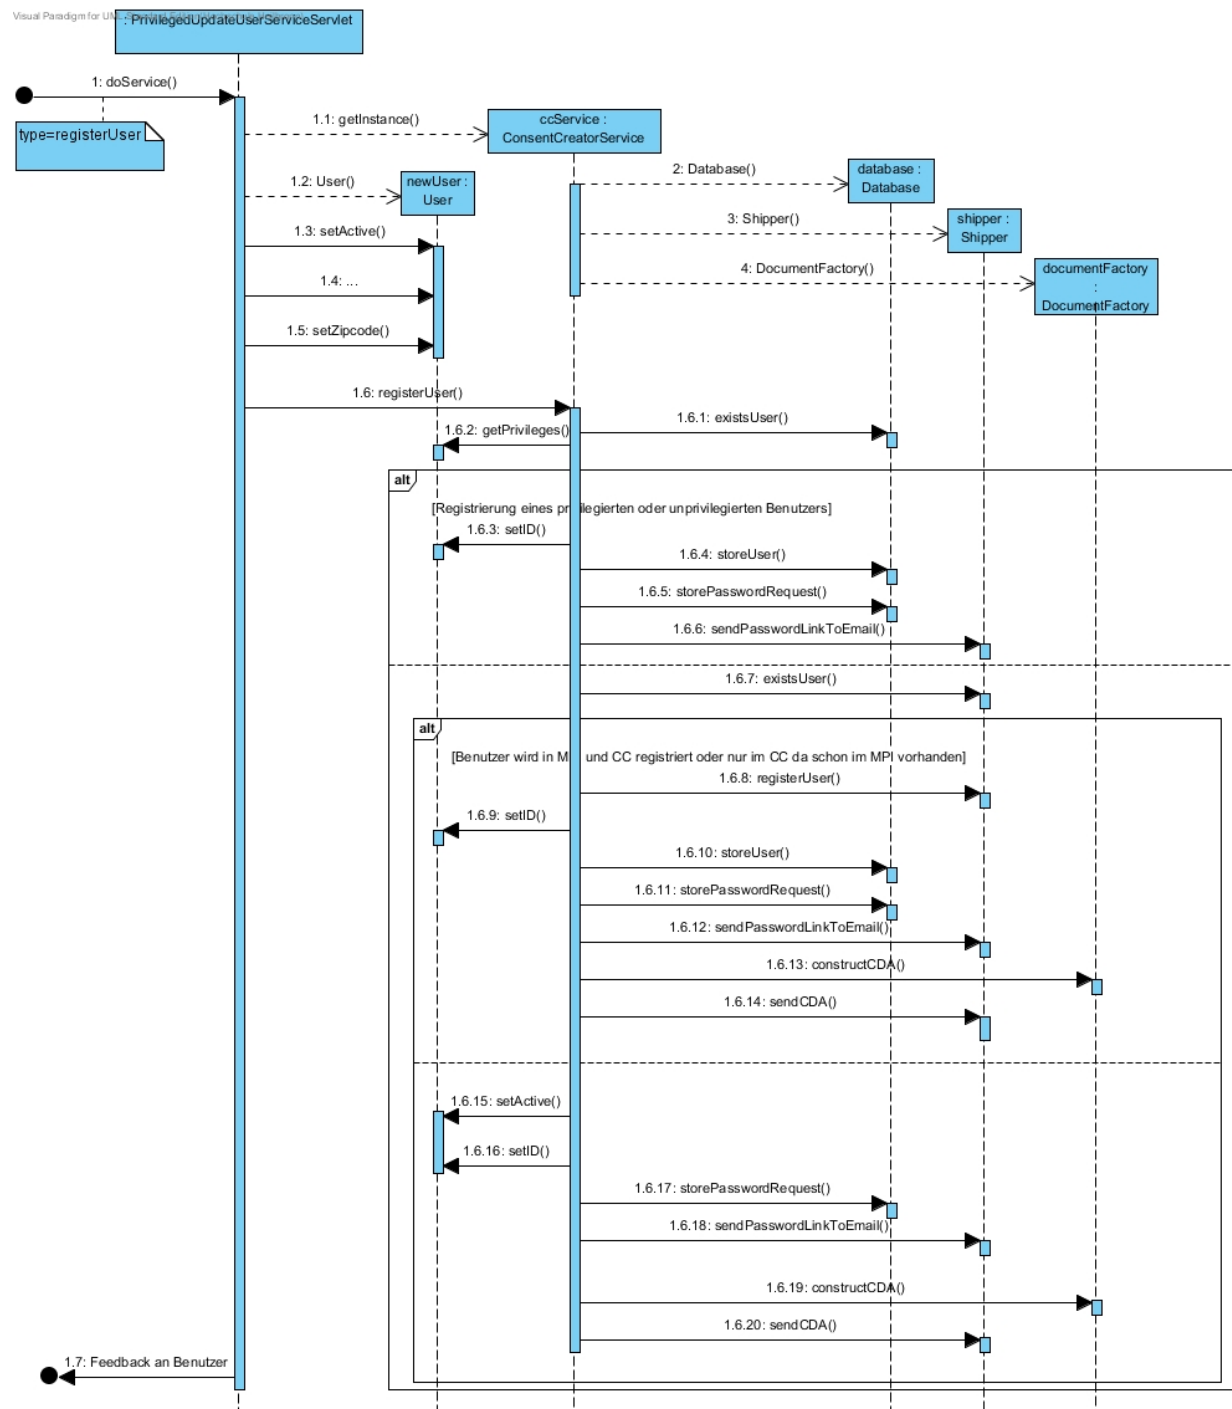 Visual Paradigm for UML
: PrivilegedUpdateUserServiceServlet
1: doService()
type=registerUser
1.1: getInstance()
ccService :
ConsentCreatorService
2: Database()
database :
Database
1.2: User()
newUser :
User
3: Shipper()
shipper :
Shipper
1.3: setActive()
4: DocumentFactory()
documentFactory
:
DocumentFactory
1.4: ...
1.5: setZipcode()
1.6: registerUser()
1.6.1: existsUser()
1.6.2: getPrivileges()
alt
[Registrierung eines privilegierten oder unprivilegierten Benutzers]
1.6.3: setID()
1.6.4: storeUser()
1.6.5: storePasswordRequest()
1.6.6: sendPasswordLinkToEmail()
1.6.7: existsUser()
alt
[Benutzer wird in MPI und CC registriert oder nur im CC da schon im MPI vorhanden]
1.6.8: registerUser()
1.6.9: setID()
1.6.10: storeUser()
1.6.11: storePasswordRequest()
1.6.12: sendPasswordLinkToEmail()
1.6.13: constructCDA()
1.6.14: sendCDA()
1.6.15: setActive()
1.6.16: setID()
1.6.17: storePasswordRequest()
1.6.18: sendPasswordLinkToEmail()
1.6.19: constructCDA()
1.6.20: sendCDA()
1.7: Feedback an Benutzer